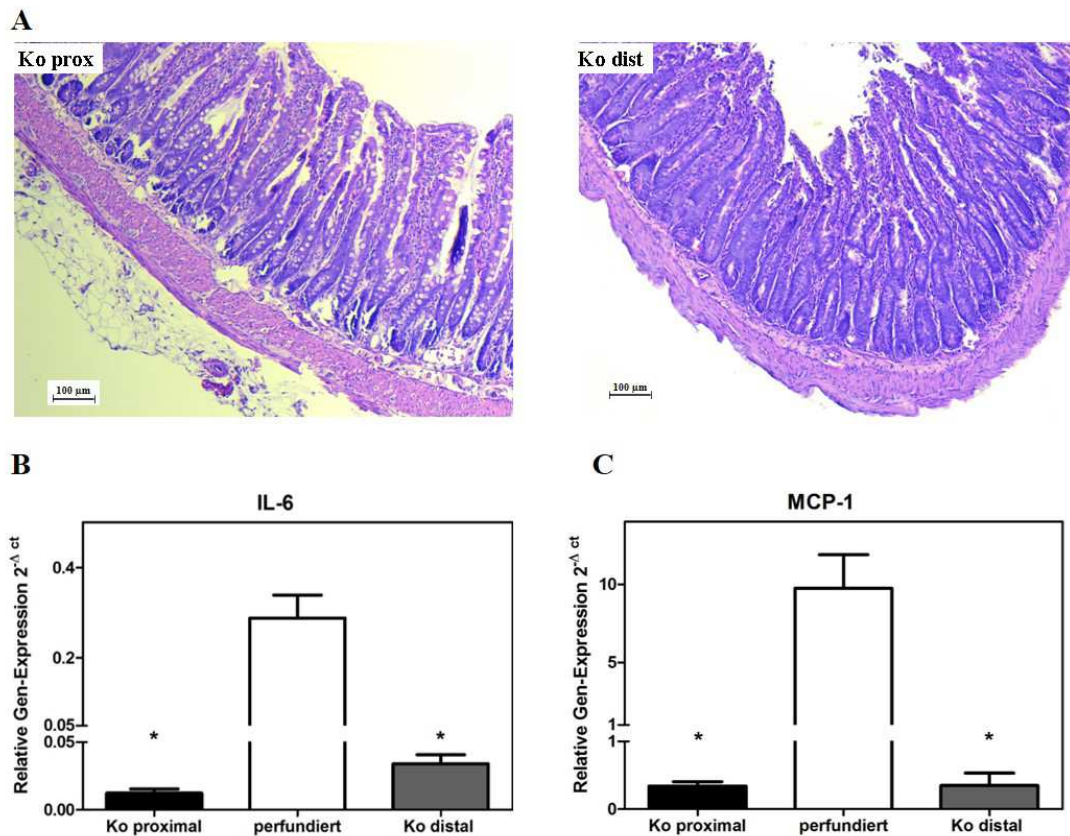 A
Ko prox
Ko dist
100 µm
100 µm
B
C
IL-6
MCP-1
Relative Gen-Expression 2^-Δ ct
0.4
0.2
0.05
0.05
0.00
*
*
Ko proximal
perfundiert
Ko distal
Relative Gen-Expression 2^-Δ ct
10
5
1
1
0
*
*
Ko proximal
perfundiert
Ko distal